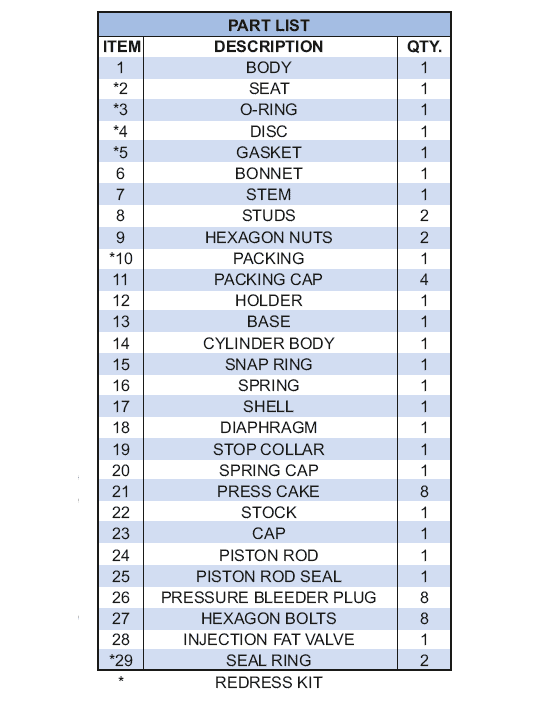 PART LIST
ITEM DESCRIPTION QTY.
1 BODY 1
*2 SEAT 1
*3 O-RING 1
*4 DISC 1
*5 GASKET 1
6 BONNET 1
7 STEM 1
8 STUDS 2
9 HEXAGON NUTS 2
*10 PACKING 1
11 PACKING CAP 4
12 HOLDER 1
13 BASE 1
14 CYLINDER BODY 1
15 SNAP RING 1
16 SPRING 1
17 SHELL 1
18 DIAPHRAGM 1
19 STOP COLLAR 1
20 SPRING CAP 1
21 PRESS CAKE 8
22 STOCK 1
23 CAP 1
24 PISTON ROD 1
25 PISTON ROD SEAL 1
26 PRESSURE BLEEDER PLUG 8
27 HEXAGON BOLTS 8
28 INJECTION FAT VALVE 1
*29 SEAL RING 2
* REDRESS KIT